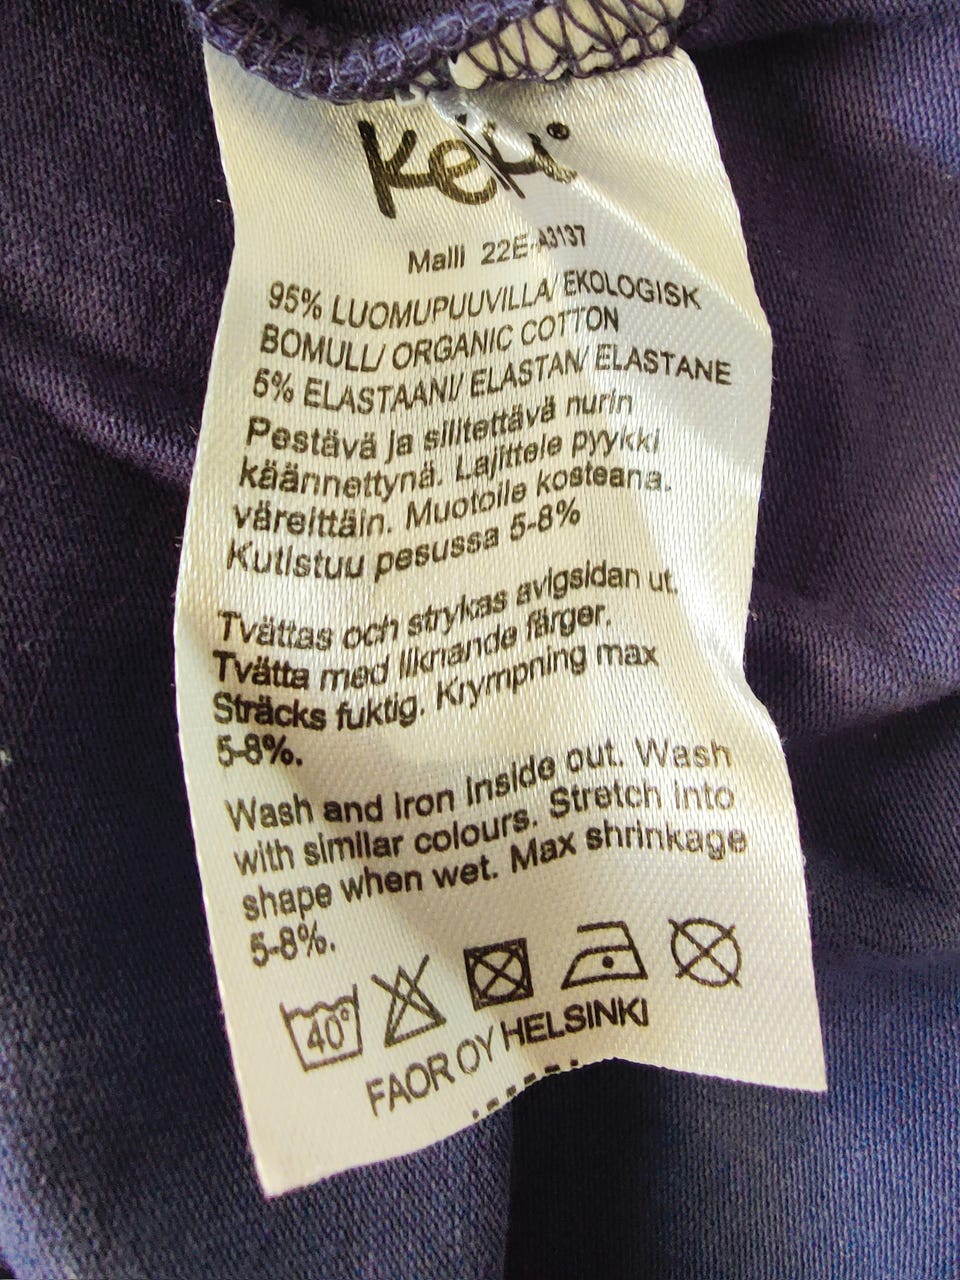 Malli 22E-A3137
95% LUOMUPUUVILLA/ EKOLOGISK
BOMULL/ ORGANIC COTTON
5% ELASTAANI/ ELASTAN/ ELASTANE
Pestävä ja silitettävä nurin
käännettynä. Lajittele pyykki
väreittäin. Muotoile kosteana.
Kutistuu pesussa 5-8%
Tvättas och strykas avigsidan ut.
Tvätta med liknande färger.
Sträcks fuktig. Krympning max
5-8%.
Wash and iron inside out. Wash
with similar colours. Stretch into
shape when wet. Max shrinkage
5-8%.
40°
FAOR OY HELSINKI